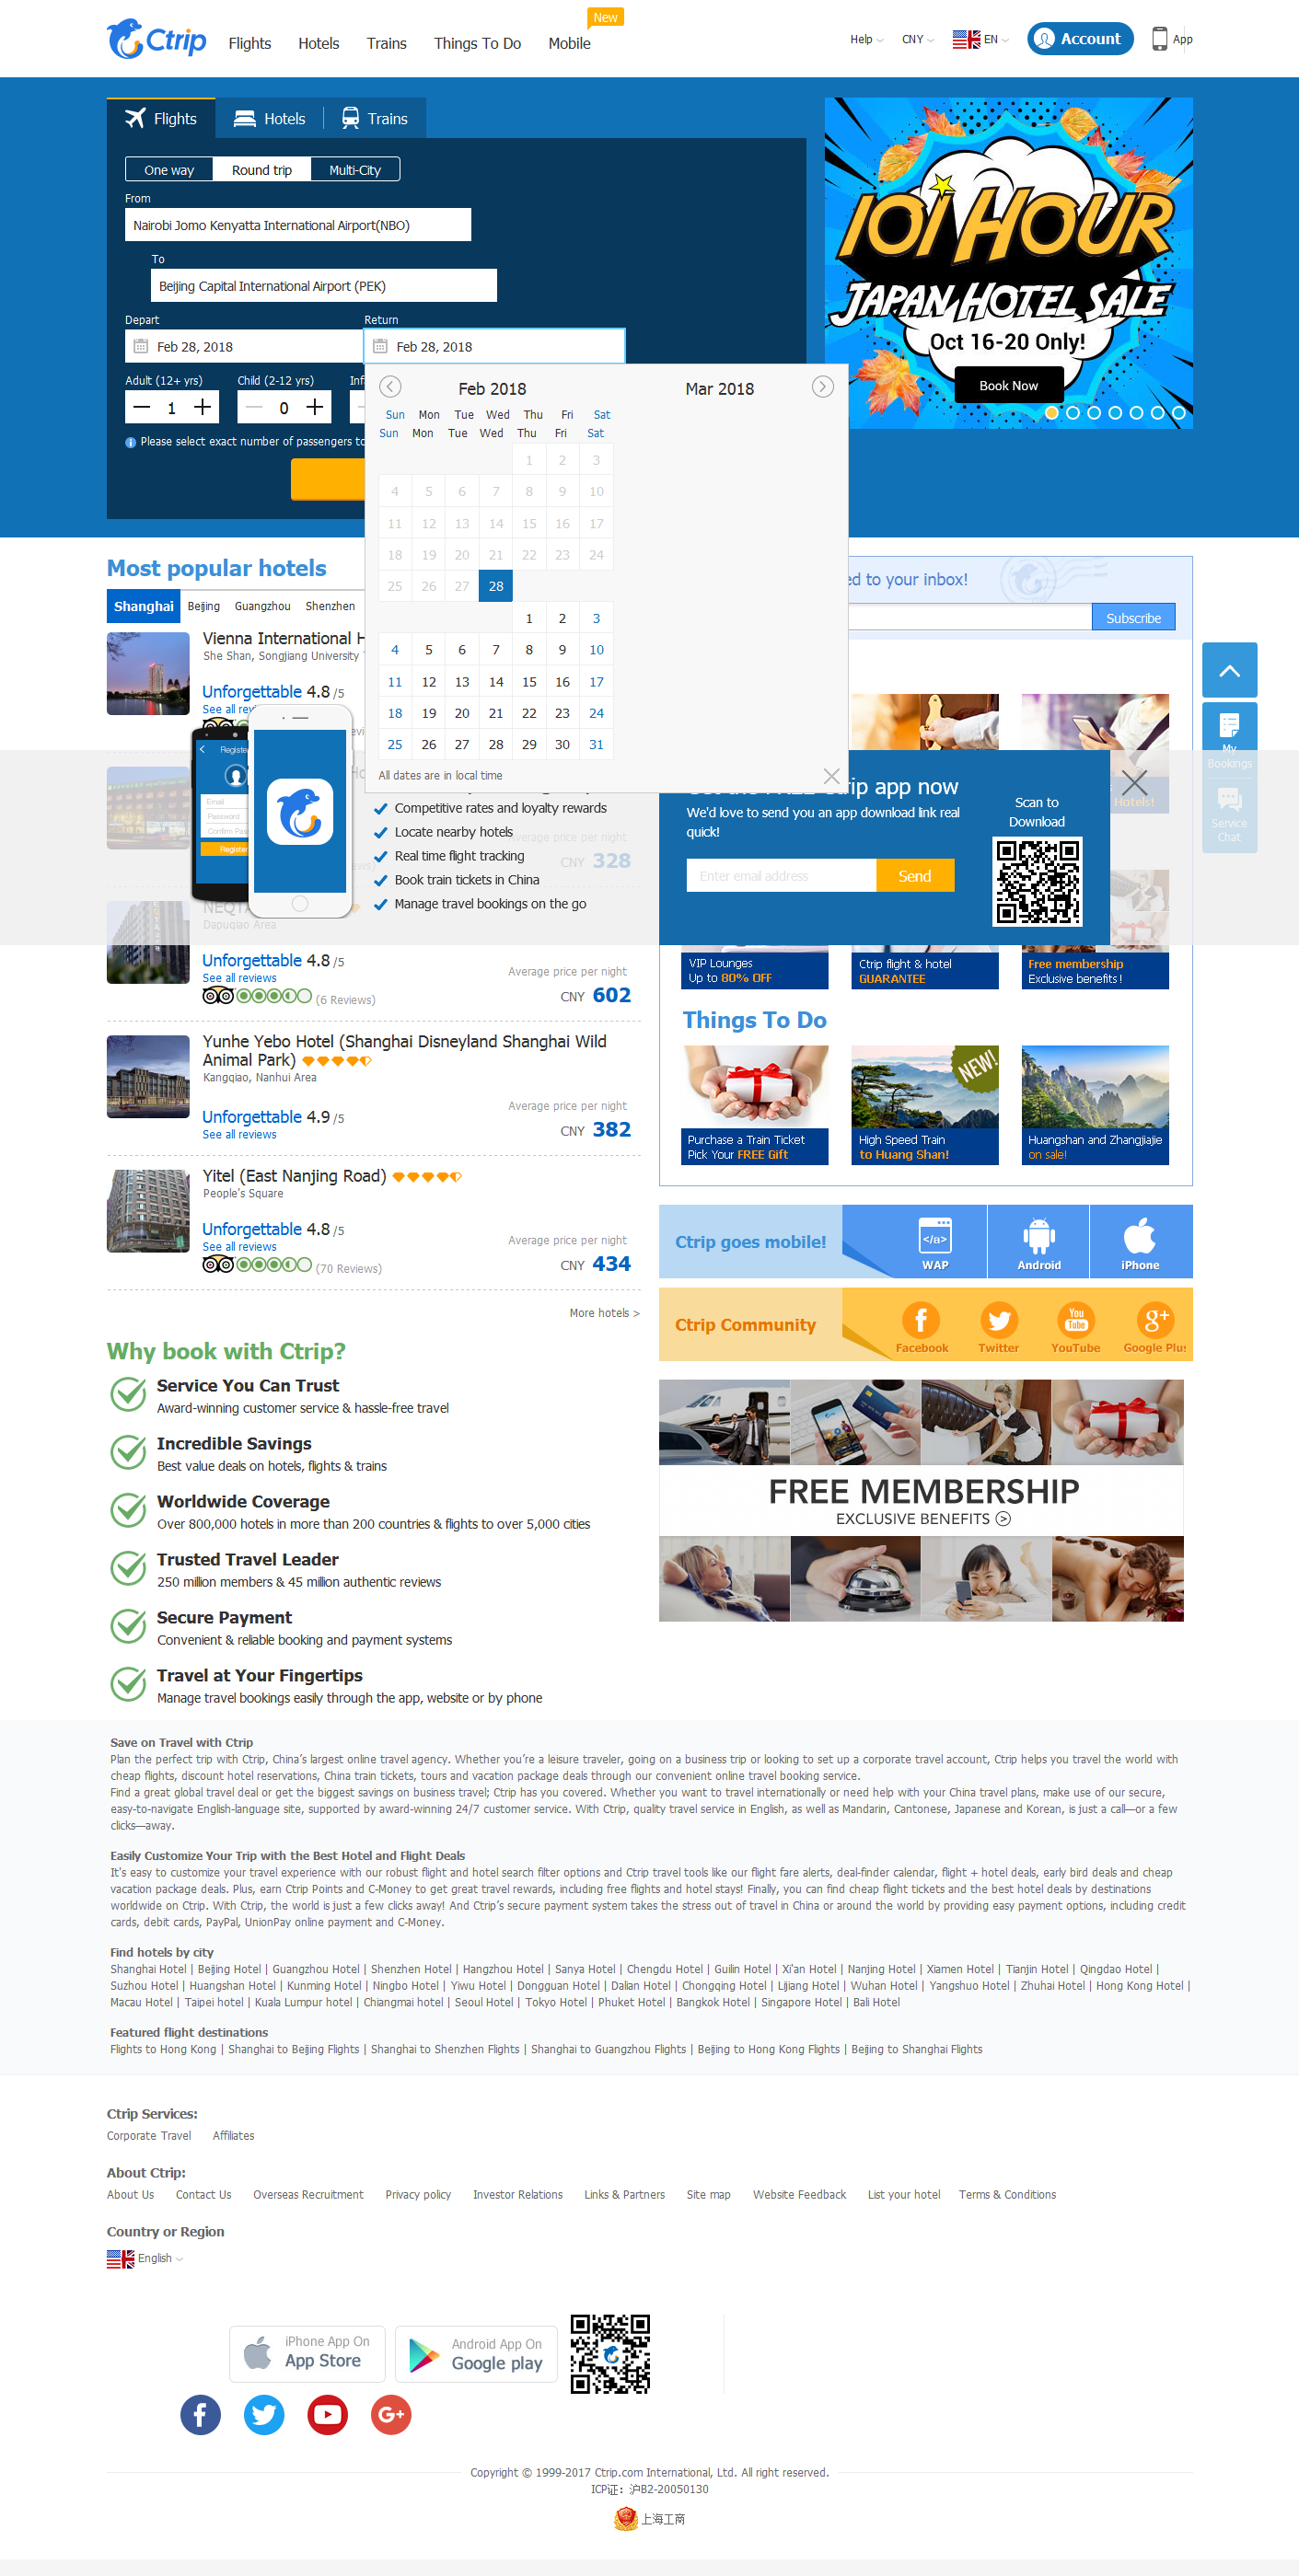 Ctrip
Flights
Hotels
Trains
Things To Do
Mobile
New
Help
CNY
EN
Account
App
Flights
Hotels
Trains
One way
Round trip
Multi-City
From
Nairobi Jomo Kenyatta International Airport(NBO)
To
Beijing Capital International Airport (PEK)
Depart
Return
Feb 28, 2018
Feb 28, 2018
Adult (12+ yrs)
Child (2-12 yrs)
1
0
Please select exact number of passengers
101 HOUR
JAPAN HOTEL SALE
Oct 16-20 Only!
Book Now
Feb 2018
Mar 2018
Sun Mon Tue Wed Thu Fri Sat
Sun Mon Tue Wed Thu Fri Sat
1 2 3
4 5 6 7 8 9 10
11 12 13 14 15 16 17
18 19 20 21 22 23 24
25 26 27 28
1 2 3
4 5 6 7 8 9 10
11 12 13 14 15 16 17
18 19 20 21 22 23 24
25 26 27 28 29 30 31
All dates are in local time
Most popular hotels
Shanghai
Beijing
Guangzhou
Shenzhen
Vienna International
She Shan, Songjiang University
Unforgettable 4.8 /5
See all
to your inbox!
Subscribe
My
Bookings
Service
Chat
Register
Email
Password
Register
Competitive rates and loyalty rewards
Locate nearby hotels
Real time flight tracking
Book train tickets in China
Manage travel bookings on the go
Average price per night
CNY 328
app now
We'd love to send you an app download link real
quick!
Enter email address
Send
Scan to
Download
Hotels!
Dapuqiao Area
Unforgettable 4.8 /5
See all reviews
(6 Reviews)
Average price per night
CNY 602
VIP Lounges
Up to 80% OFF
Ctrip flight & hotel
GUARANTEE
Free membership
Exclusive benefits!
Yunhe Yebo Hotel (Shanghai Disneyland Shanghai Wild
Animal Park)
Kangqiao, Nanhui Area
Unforgettable 4.9 /5
See all reviews
Average price per night
CNY 382
Things To Do
Purchase a Train Ticket
Pick Your FREE Gift
NEW!
High Speed Train
to Huang Shan!
Huangshan and Zhangjiajie
on sale!
Yitel (East Nanjing Road)
People's Square
Unforgettable 4.8 /5
See all reviews
(70 Reviews)
Average price per night
CNY 434
More hotels >
Ctrip goes mobile!
</a>
WAP
Android
iPhone
Ctrip Community
Facebook
Twitter
You
Tube
YouTube
g+
Google Plus
Why book with Ctrip?
Service You Can Trust
Award-winning customer service & hassle-free travel
Incredible Savings
Best value deals on hotels, flights & trains
Worldwide Coverage
Over 800,000 hotels in more than 200 countries & flights to over 5,000 cities
Trusted Travel Leader
250 million members & 45 million authentic reviews
Secure Payment
Convenient & reliable booking and payment systems
Travel at Your Fingertips
Manage travel bookings easily through the app, website or by phone
FREE MEMBERSHIP
EXCLUSIVE BENEFITS
Save on Travel with Ctrip
Plan the perfect trip with Ctrip, China's largest online travel agency. Whether you're a leisure traveler, going on a business trip or looking to set up a corporate travel account, Ctrip helps you travel the world with
cheap flights, discount hotel reservations, China train tickets, tours and vacation package deals through our convenient online travel booking service.
Find a great global travel deal or get the biggest savings on business travel; Ctrip has you covered. Whether you want to travel internationally or need help with your China travel plans, make use of our secure,
easy-to-navigate English-language site, supported by award-winning 24/7 customer service. With Ctrip, quality travel service in English, as well as Mandarin, Cantonese, Japanese and Korean, is just a call—or a few
clicks—away.
Easily Customize Your Trip with the Best Hotel and Flight Deals
It's easy to customize your travel experience with our robust flight and hotel search filter options and Ctrip travel tools like our flight fare alerts, deal-finder calendar, flight + hotel deals, early bird deals and cheap
vacation package deals. Plus, earn Ctrip Points and C-Money to get great travel rewards, including free flights and hotel stays! Finally, you can find cheap flight tickets and the best hotel deals by destinations
worldwide on Ctrip. With Ctrip, the world is just a few clicks away! And Ctrip's secure payment system takes the stress out of travel in China or around the world by providing easy payment options, including credit
cards, debit cards, PayPal, UnionPay online payment and C-Money.
Find hotels by city
Shanghai Hotel | Beijing Hotel | Guangzhou Hotel | Shenzhen Hotel | Hangzhou Hotel | Sanya Hotel | Chengdu Hotel | Guilin Hotel | Xi'an Hotel | Nanjing Hotel | Xiamen Hotel | Tianjin Hotel | Qingdao Hotel |
Suzhou Hotel | Huangshan Hotel | Kunming Hotel | Ningbo Hotel | Yiwu Hotel | Dongguan Hotel | Dalian Hotel | Chongqing Hotel | Lijiang Hotel | Wuhan Hotel | Yangshuo Hotel | Zhuhai Hotel | Hong Kong Hotel |
Macau Hotel | Taipei hotel | Kuala Lumpur hotel | Chiangmai hotel | Seoul Hotel | Tokyo Hotel | Phuket Hotel | Bangkok Hotel | Singapore Hotel | Bali Hotel
Featured flight destinations
Flights to Hong Kong | Shanghai to Beijing Flights | Shanghai to Shenzhen Flights | Shanghai to Guangzhou Flights | Beijing to Hong Kong Flights | Beijing to Shanghai Flights
Ctrip Services:
Corporate Travel
Affiliates
About Ctrip:
About Us
Contact Us
Overseas Recruitment
Privacy policy
Investor Relations
Links & Partners
Site map
Website Feedback
List your hotel
Terms & Conditions
Country or Region
English
iPhone App On
App Store
Android App On
Google play
G+
Copyright © 1999-2017 Ctrip.com International, Ltd. All right reserved.
ICP证：沪B2-20050130
上海工商